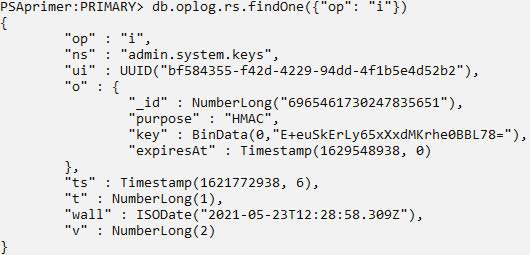 PSAprimer:PRIMARY> db.oplog.rs.findOne({"op": "i"})
{
"op" : "i",
"ns" : "admin.system.keys",
"ui" : UUID("bf584355-f42d-4229-94dd-4f1b5e4d52b2"),
"o" : {
"_id" : NumberLong("6965461730247835651"),
"purpose" : "HMAC",
"key" : BinData(0,"E+euSkErLy65xXxdMKrhe0BBL78="),
"expiresAt" : Timestamp(1629548938, 0)
},
"ts" : Timestamp(1621772938, 6),
"t" : NumberLong(1),
"wall" : ISODate("2021-05-23T12:28:58.309Z"),
"v" : NumberLong(2)
}